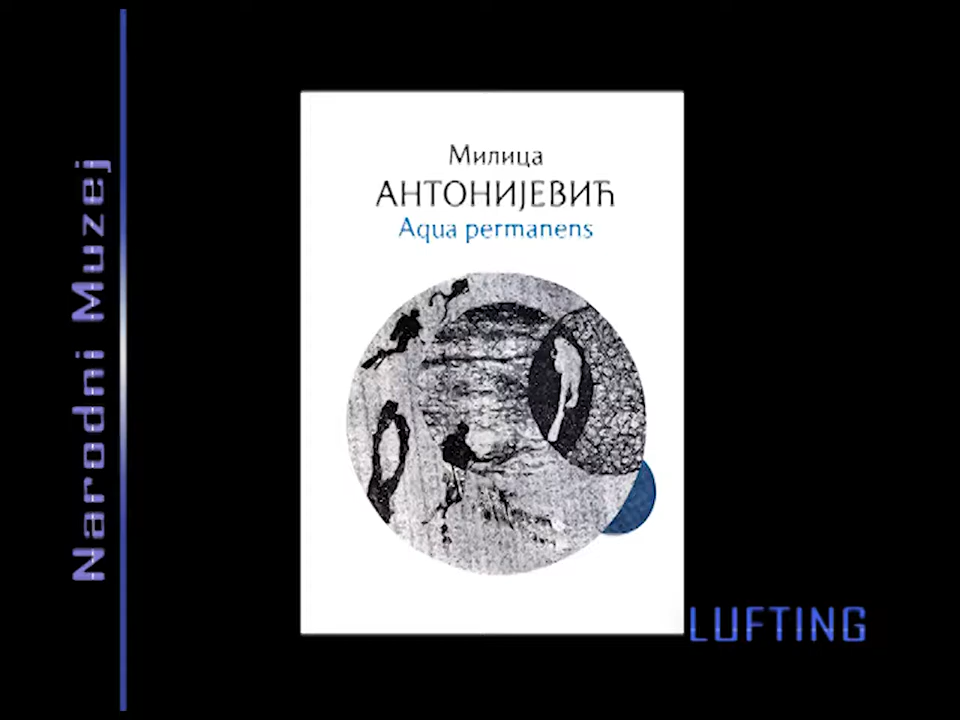 Narodni Muzej
Милица
АНТОНИЈЕВИЋ
Aqua permanens
LUFTING